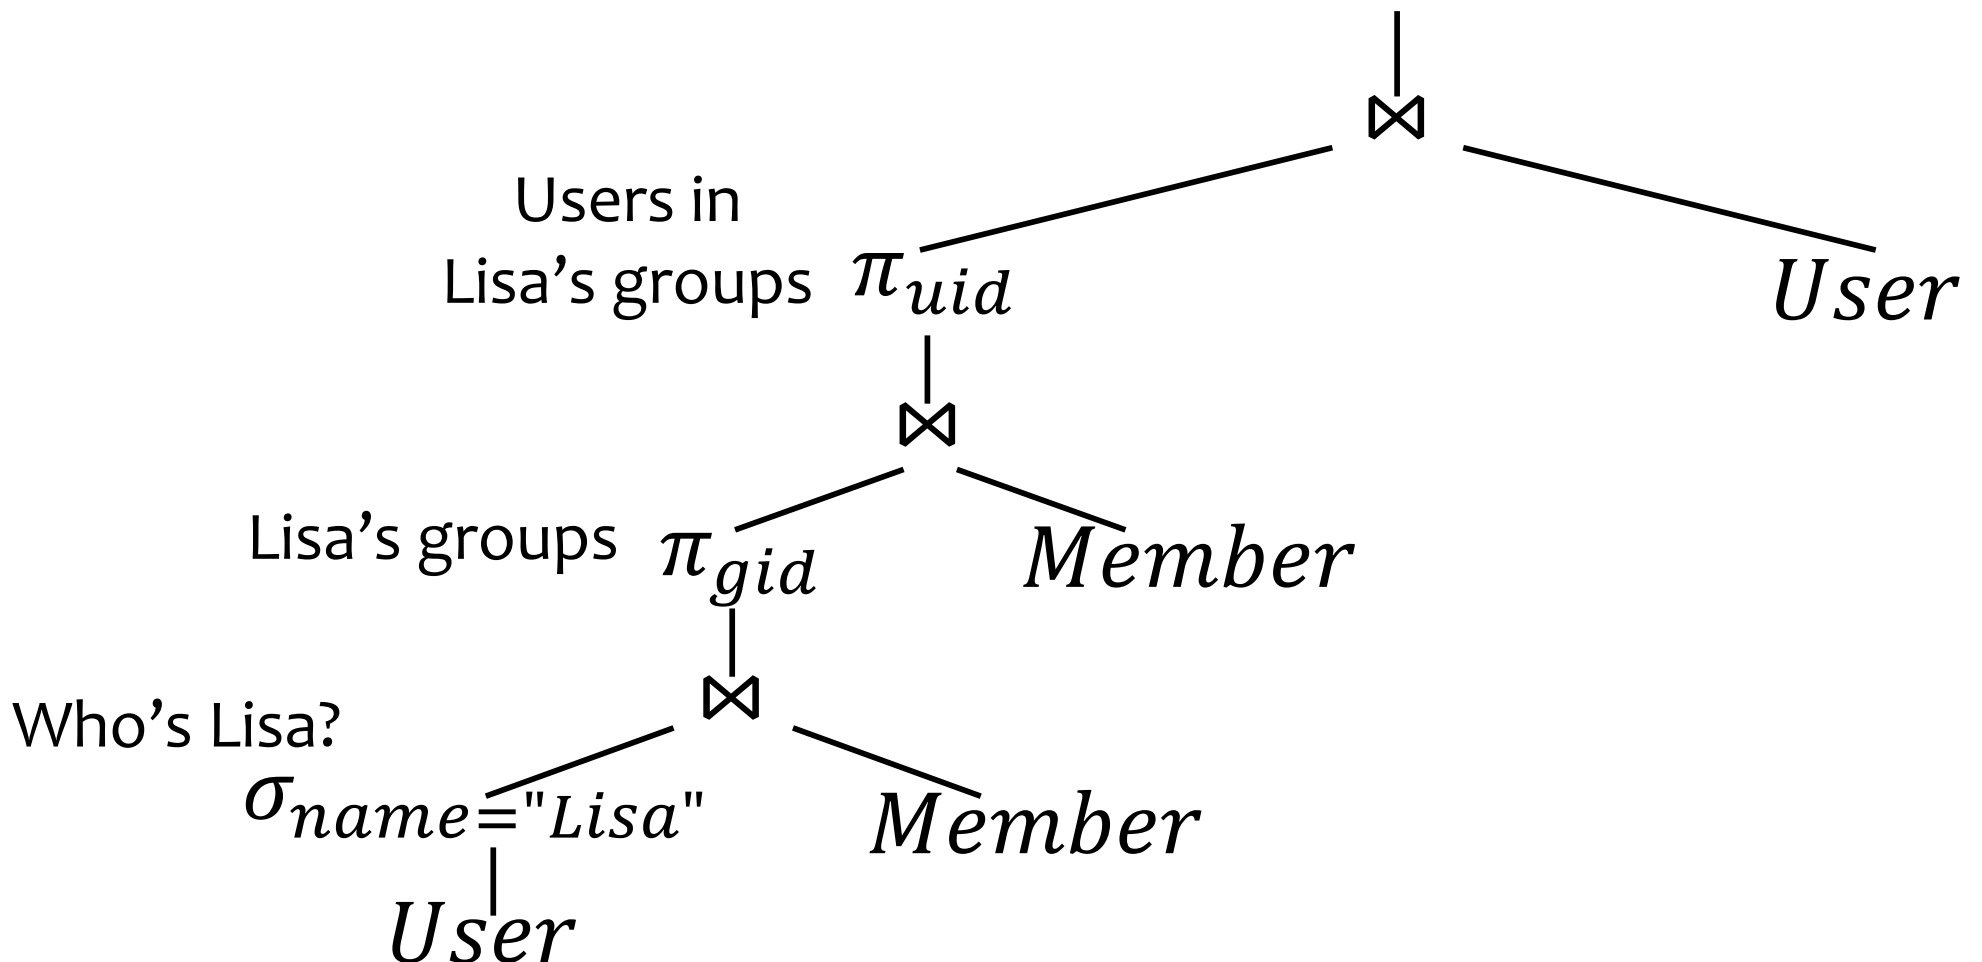 ⋈
Users in
Lisa’s groups π_uid
User
⋈
Lisa’s groups π_gid
Member
⋈
Who’s Lisa?
σ_name="Lisa"
Member
User